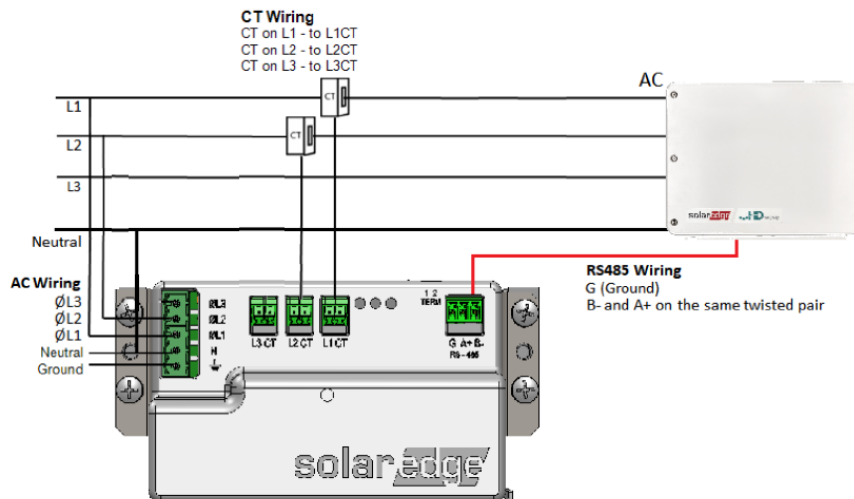 CT Wiring
CT on L1 - to L1CT
CT on L2 - to L2CT
CT on L3 - to L3CT
AC
L1
CT
L2
CT
L3
solaredge
Neutral
RS485 Wiring
G (Ground)
B- and A+ on the same twisted pair
AC Wiring
ØL3
ØL2
ØL1
Neutral
Ground
ØL3
ØL2
ØL1
N
L3 CT
L2 CT
L1 CT
1 2
TERM
G A+ B-
RS-485
solaredge